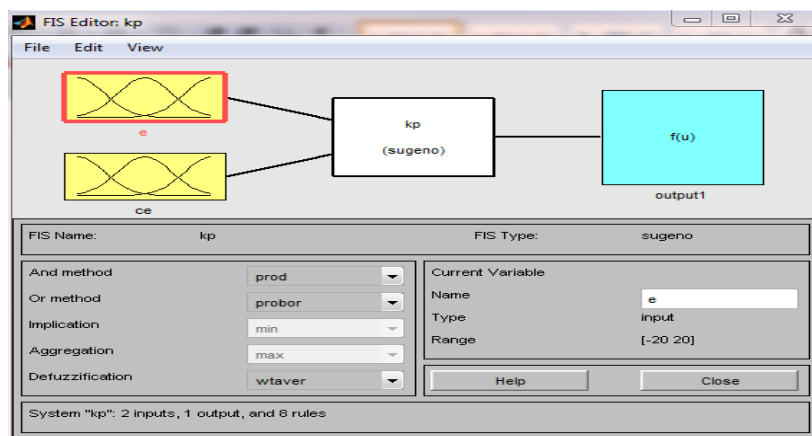 FIS Editor: kp
File Edit View
e
ce
kp
(sugeno)
f(u)
output1
FIS Name: kp FIS Type: sugeno
And method prod
Or method probor
Implication min
Aggregation max
Defuzzification wtaver
Current Variable
Name e
Type input
Range [-20 20]
Help Close
System "kp": 2 inputs, 1 output, and 8 rules